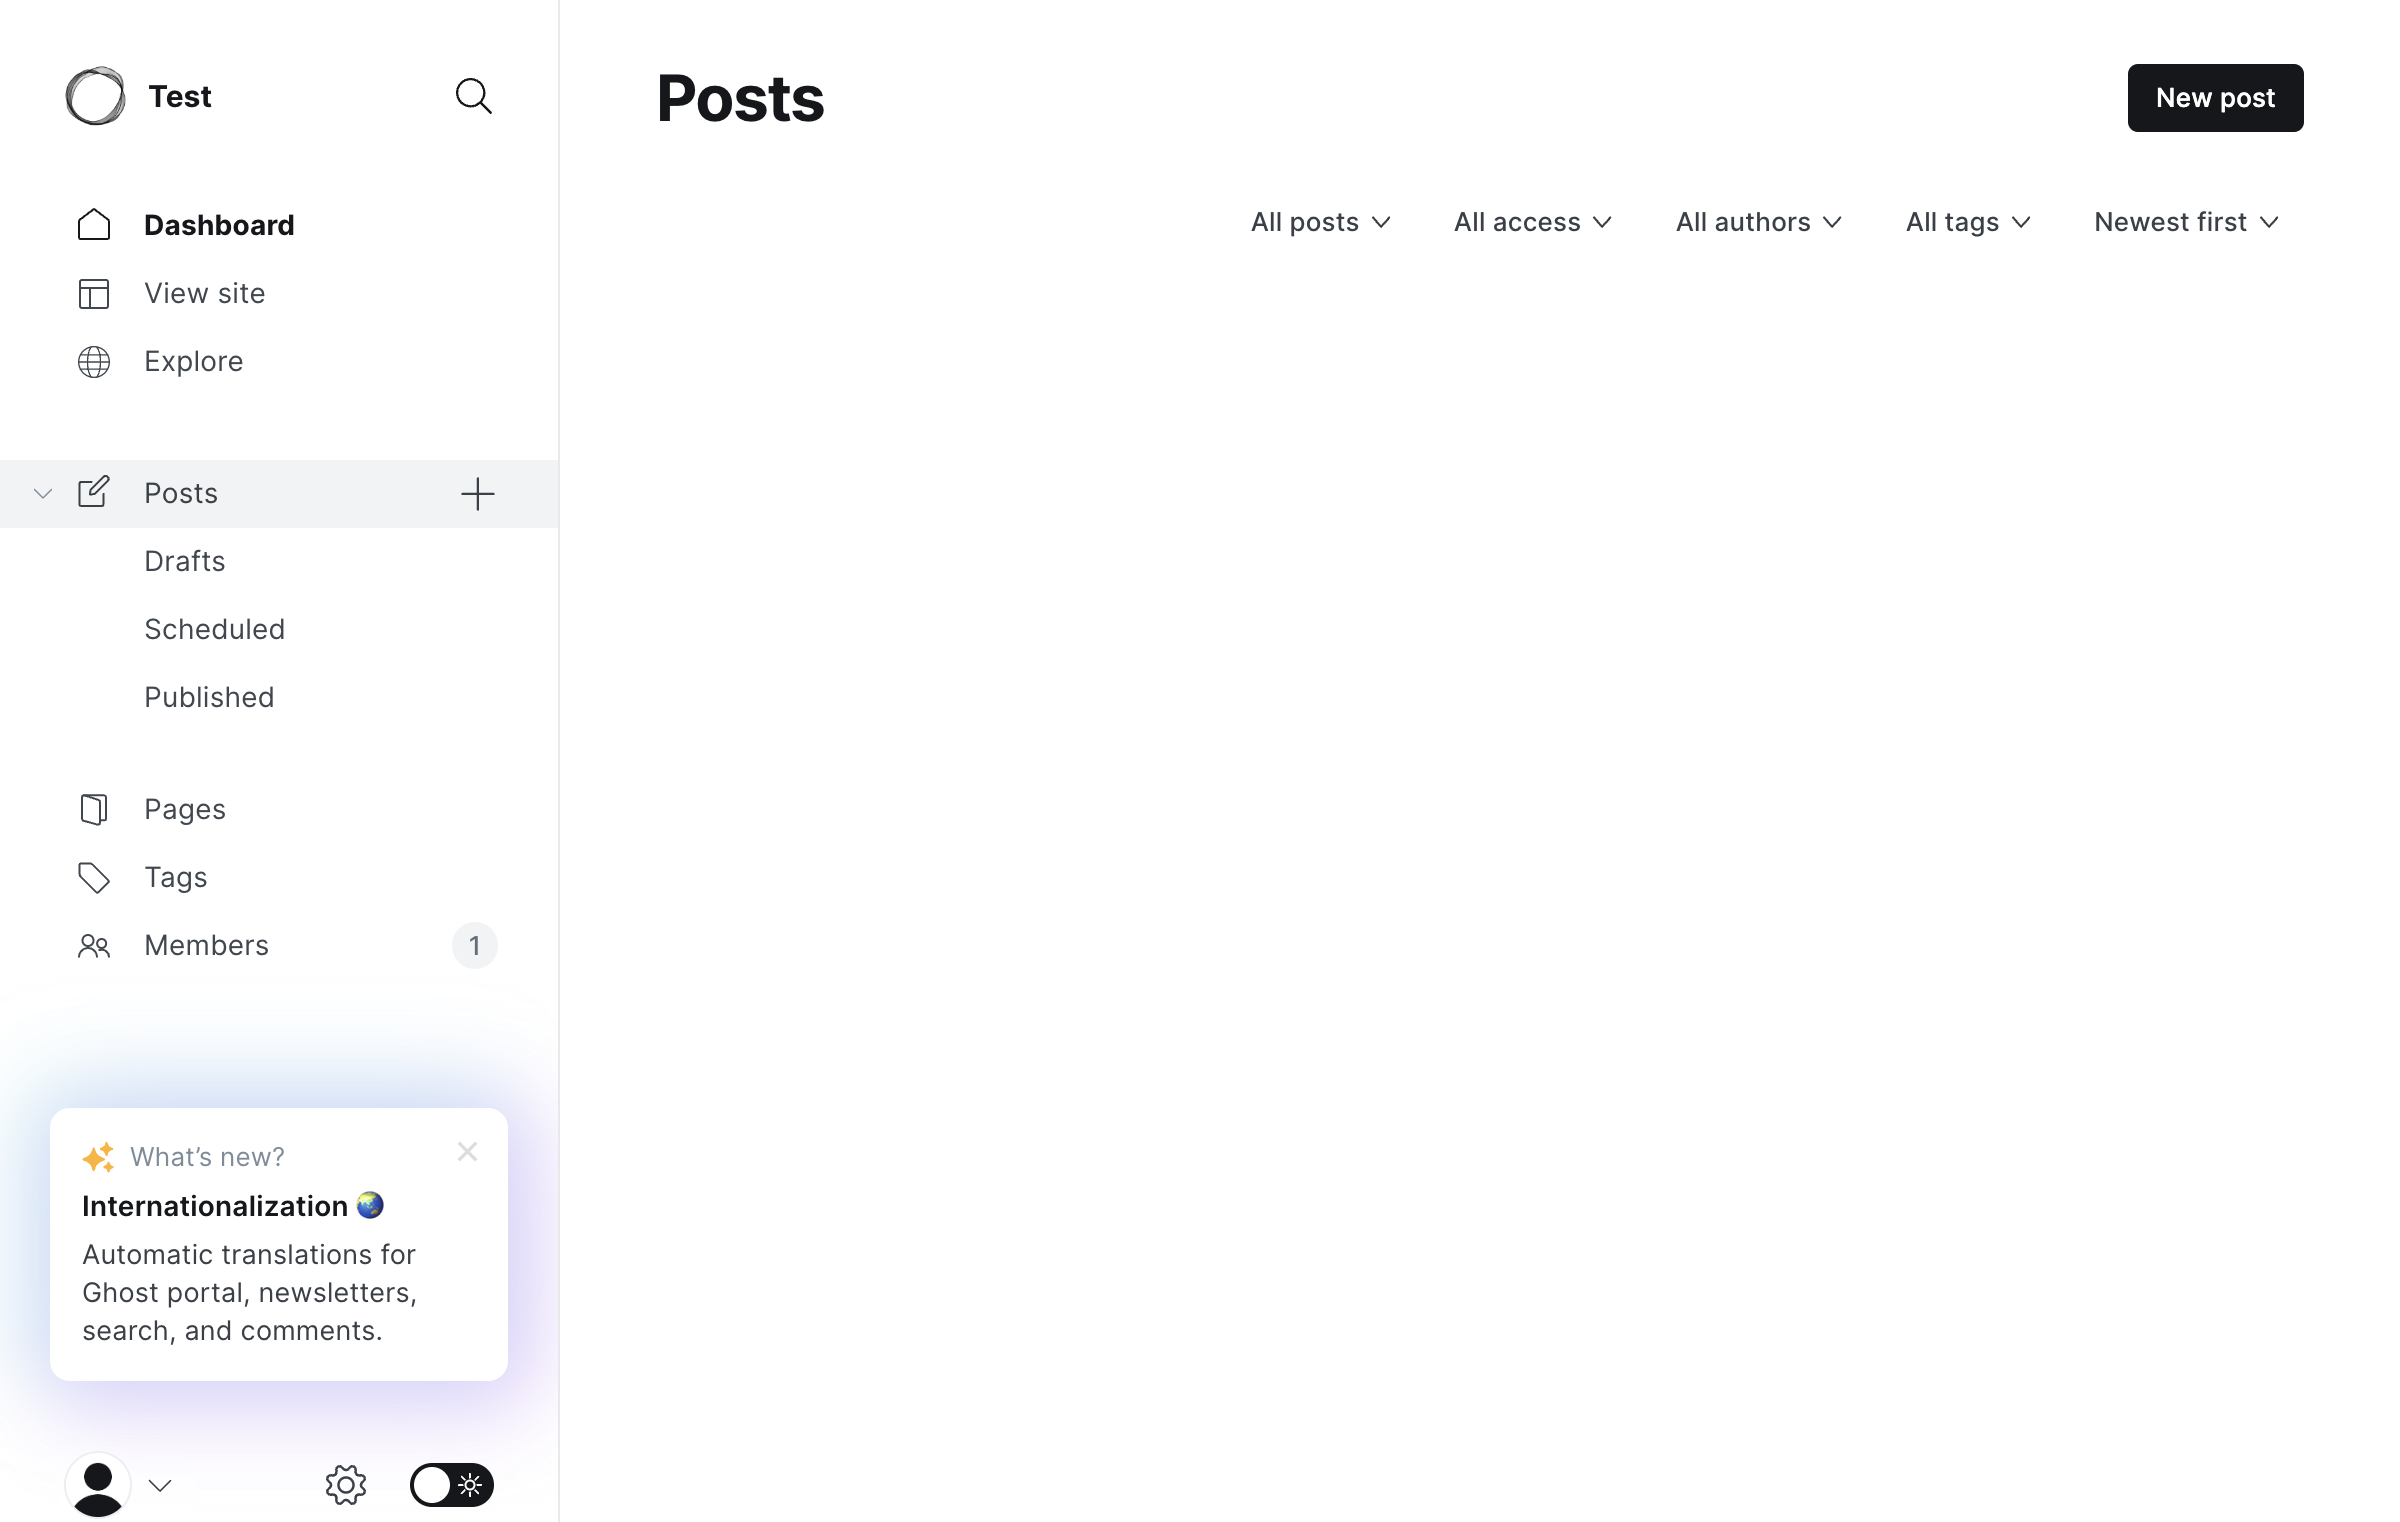 Test
Dashboard
View site
Explore
Posts
Drafts
Scheduled
Published
Pages
Tags
Members 1
What’s new?
Internationalization 🌏
Automatic translations for
Ghost portal, newsletters,
search, and comments.
Posts
New post
All posts All access All authors All tags Newest first